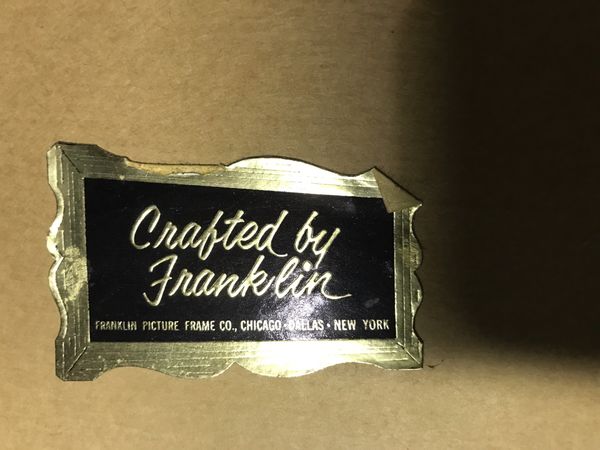 Crafted by
Franklin
FRANKLIN PICTURE FRAME CO., CHICAGO • DALLAS • NEW YORK